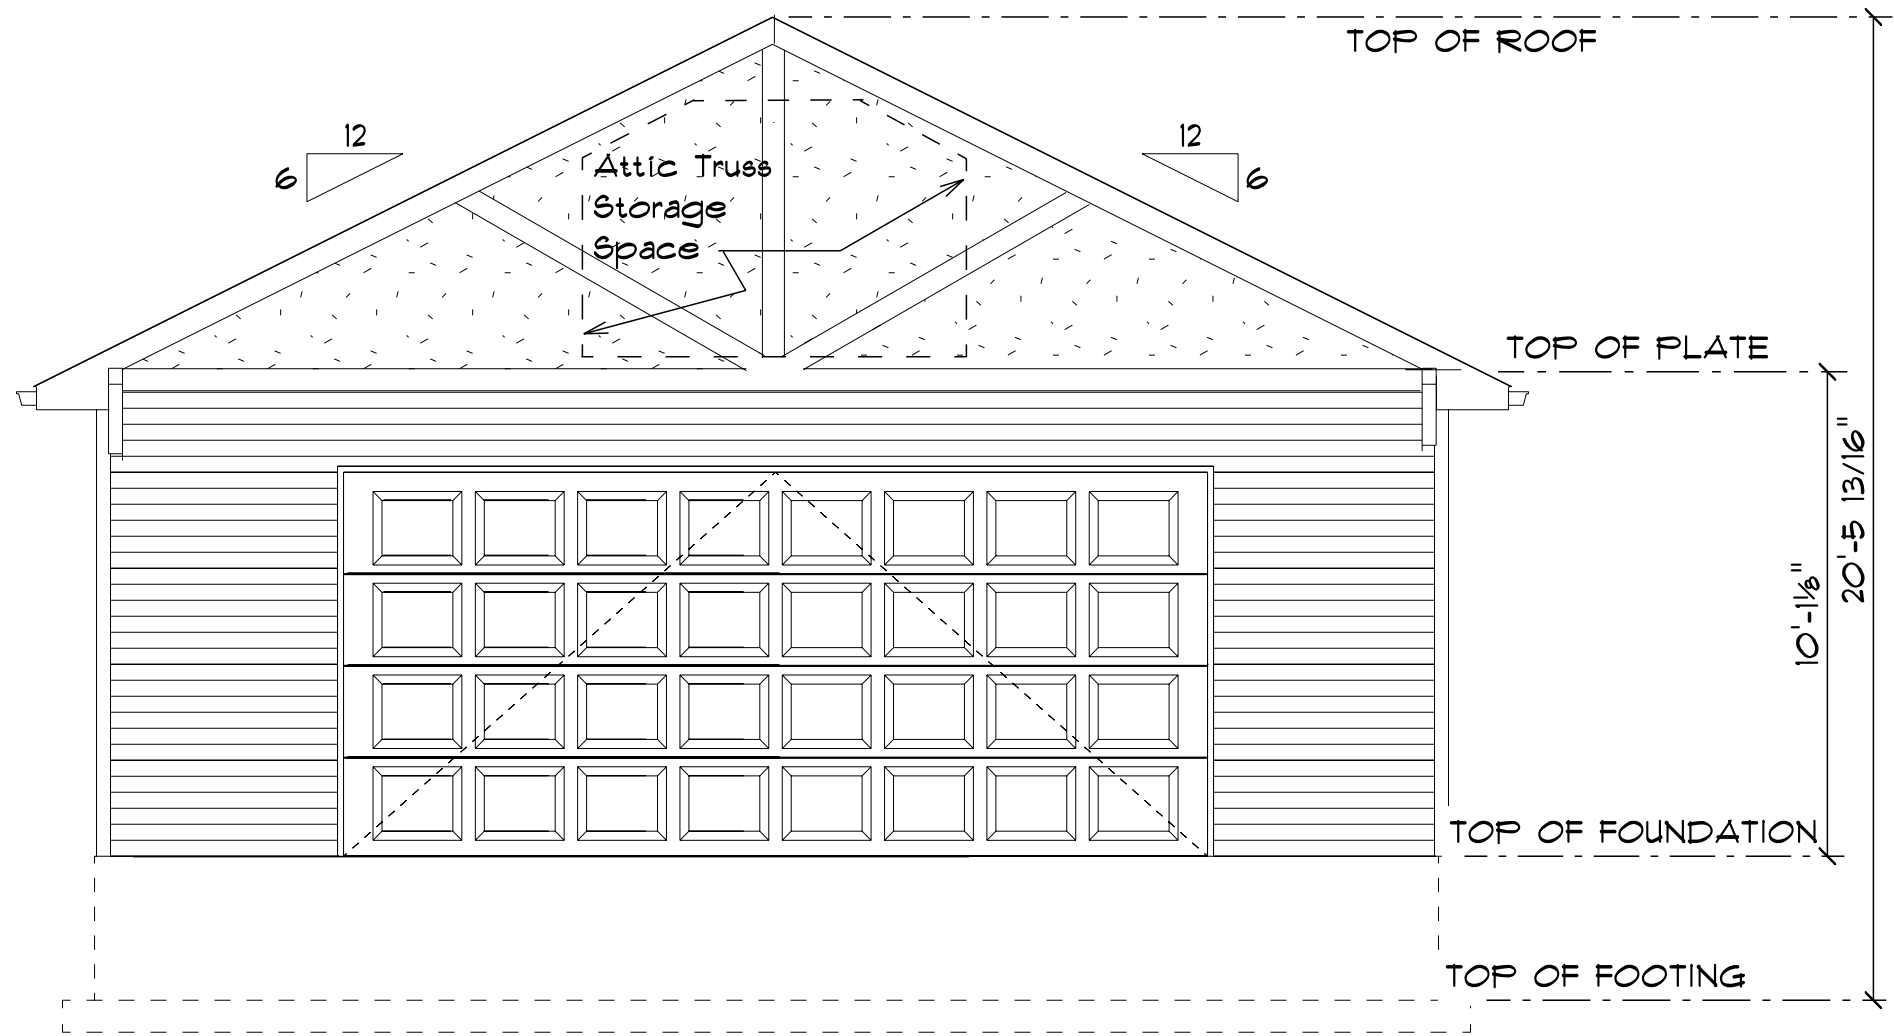 TOP OF ROOF
12
6
12
6
Attic Truss
Storage
Space
TOP OF PLATE
20'-5 13/16"
10'-1⅛"
TOP OF FOUNDATION
TOP OF FOOTING